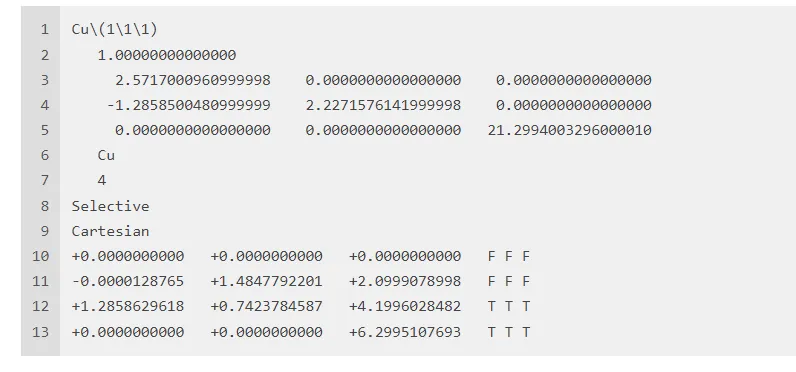 1 Cu\(1\1\1)
2 1.00000000000000
3 2.5717000960999998 0.0000000000000000 0.0000000000000000
4 -1.2858500480999999 2.2271576141999998 0.0000000000000000
5 0.0000000000000000 0.0000000000000000 21.2994003296000010
6 Cu
7 4
8 Selective
9 Cartesian
10 +0.0000000000 +0.0000000000 +0.0000000000 F F F
11 -0.0000128765 +1.4847792201 +2.0999078998 F F F
12 +1.2858629618 +0.7423784587 +4.1996028482 T T T
13 +0.0000000000 +0.0000000000 +6.2995107693 T T T